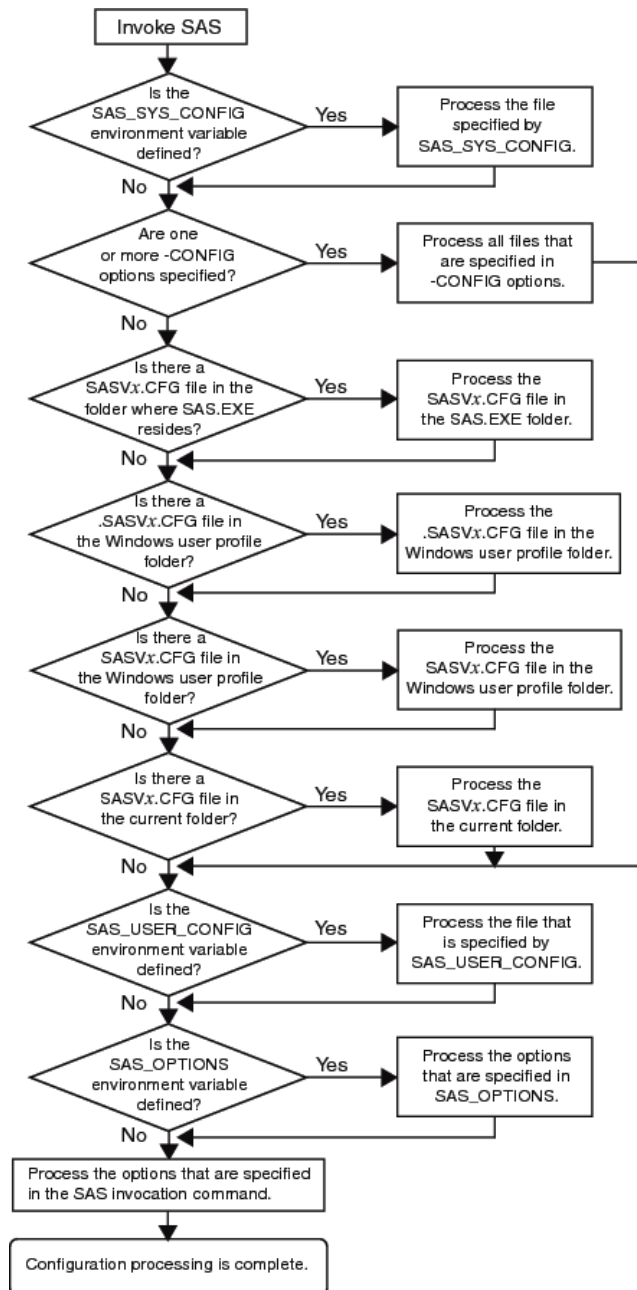 Invoke SAS
Is the
SAS_SYS_CONFIG
environment variable
defined?
Yes
Process the file
specified by
SAS_SYS_CONFIG.
No
Are one
or more -CONFIG
options specified?
Yes
Process all files that
are specified in
-CONFIG options.
No
Is there a
SASVx.CFG file in the
folder where SAS.EXE
resides?
Yes
Process the
SASVx.CFG file in
the SAS.EXE folder.
No
Is there a
.SASVx.CFG file in
the Windows user profile
folder?
Yes
Process the
.SASVx.CFG file in the
Windows user profile folder.
No
Is there a
SASVx.CFG file in
the Windows user profile
folder?
Yes
Process the
SASVx.CFG file in the
Windows user profile folder.
No
Is there a
SASVx.CFG file in
the current folder?
Yes
Process the
SASVx.CFG file in
the current folder.
No
Is the
SAS_USER_CONFIG
environment variable
defined?
Yes
Process the file that
is specified by
SAS_USER_CONFIG.
No
Is the
SAS_OPTIONS
environment variable
defined?
Yes
Process the options
that are specified in
SAS_OPTIONS.
No
Process the options that are specified
in the SAS invocation command.
Configuration processing is complete.